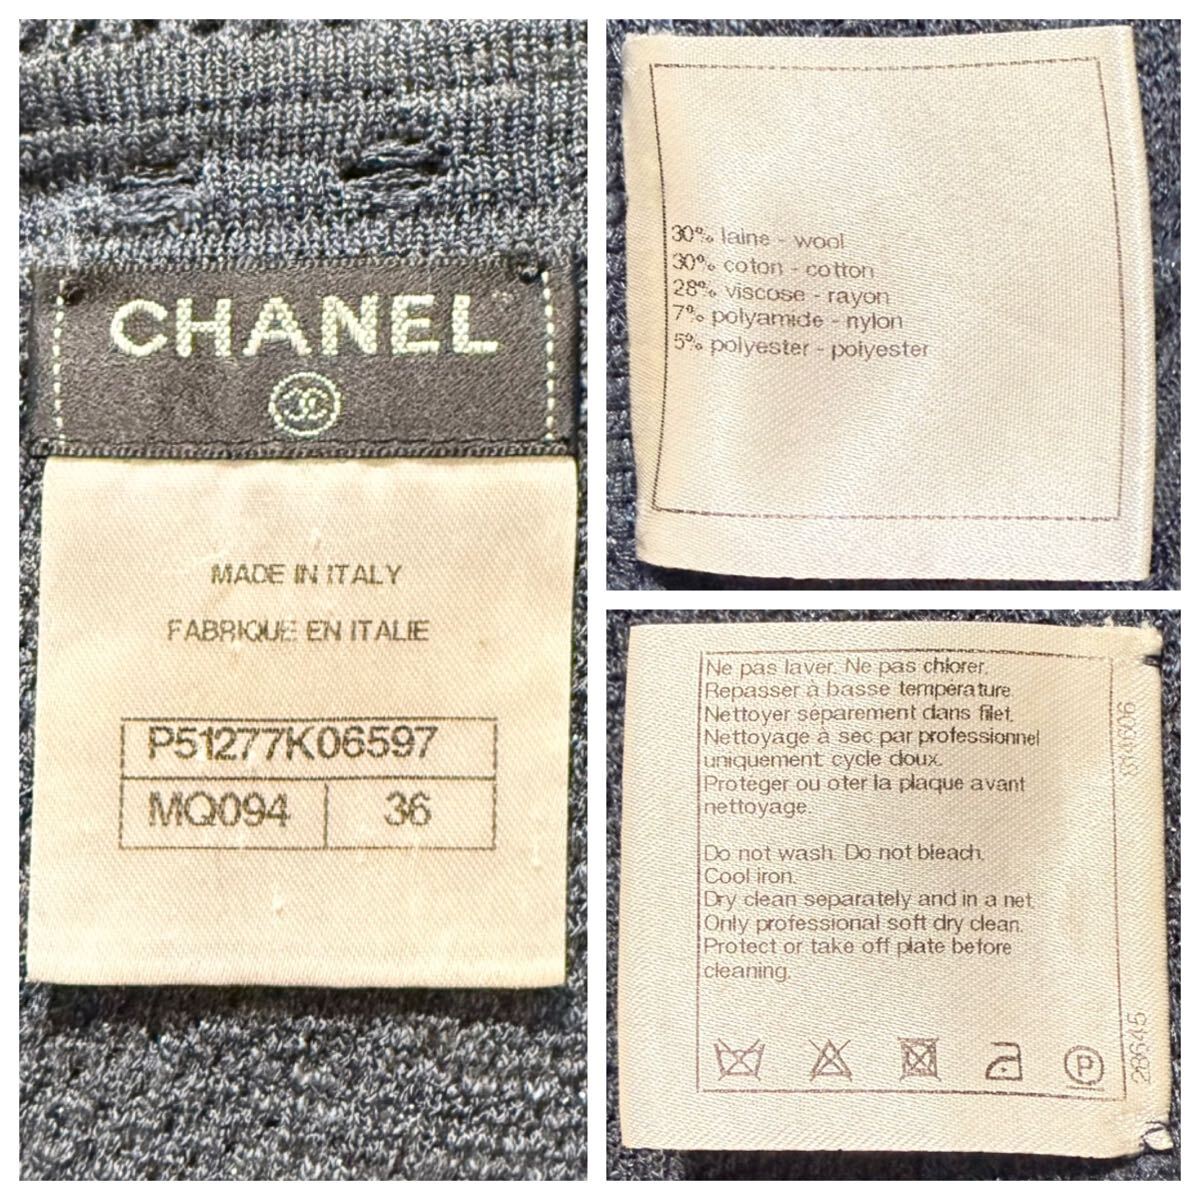 CHANEL
MADE IN ITALY
FABRIQUE EN ITALIE
P51277K06597
MQ094 36
30% laine - wool
30% coton - cotton
28% viscose - rayon
7% polyamide - nylon
5% polyester - polyester
Ne pas laver. Ne pas chlorer.
Repasser à basse température.
Nettoyer séparement dans filet.
Nettoyage à sec par professionnel
uniquement cycle doux.
Proteger ou oter la plaque avant
nettoyage.
Do not wash. Do not bleach.
Cool iron.
Dry clean separately and in a net.
Only professional soft dry clean.
Protect or take off plate before
cleaning.
P
28645